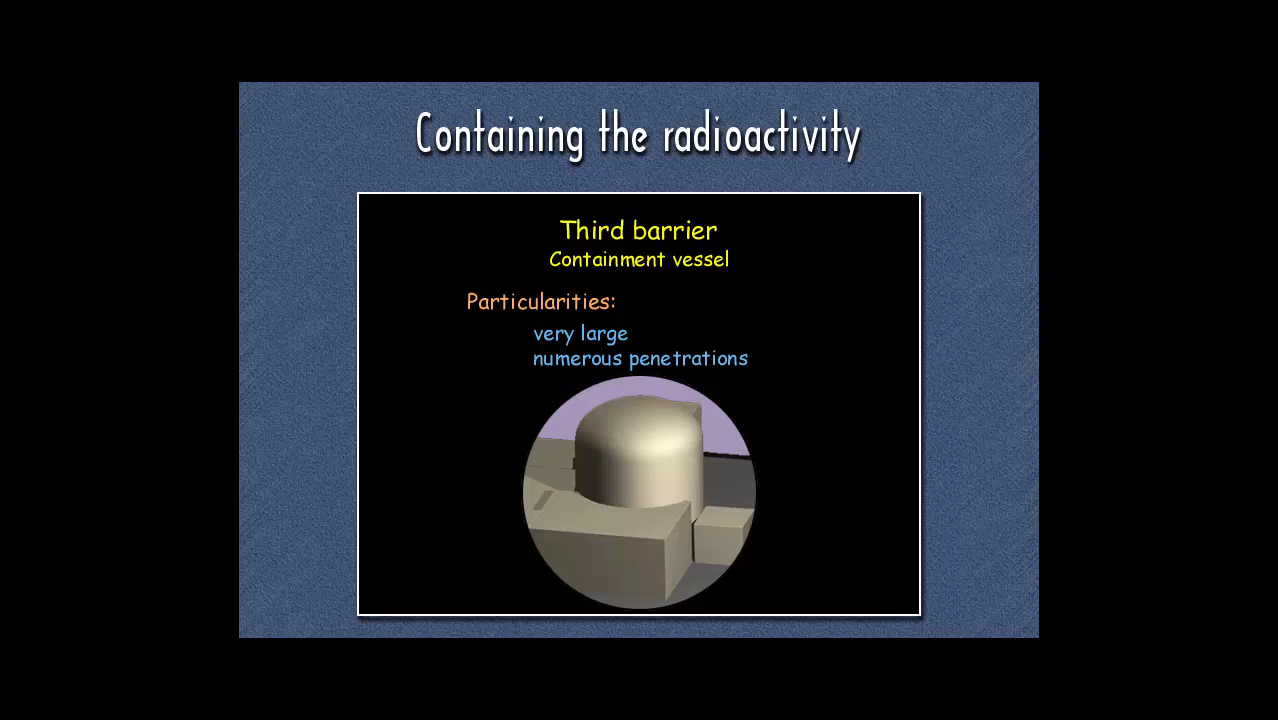 Containing the radioactivity
Third barrier
Containment vessel
Particularities:
very large
numerous penetrations